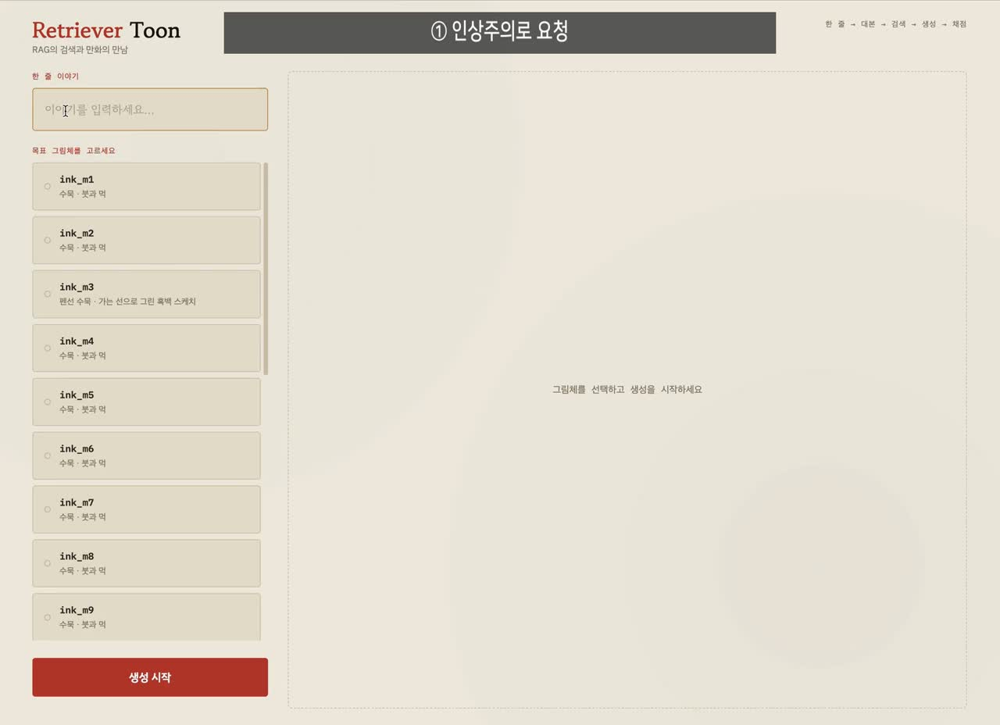 Retriever Toon
RAG의 검색과 만화의 만남
① 인상주의로 요청
한 줄 → 대본 → 검색 → 생성 → 채점
한 줄 이야기
이야기를 입력하세요...
목표 그림체를 고르세요
ink_m1
수묵 · 붓과 먹
ink_m2
수묵 · 붓과 먹
ink_m3
펜선 수묵 · 가는 선으로 그린 흑백 스케치
ink_m4
수묵 · 붓과 먹
ink_m5
수묵 · 붓과 먹
ink_m6
수묵 · 붓과 먹
ink_m7
수묵 · 붓과 먹
ink_m8
수묵 · 붓과 먹
ink_m9
수묵 · 붓과 먹
생성 시작
그림체를 선택하고 생성을 시작하세요